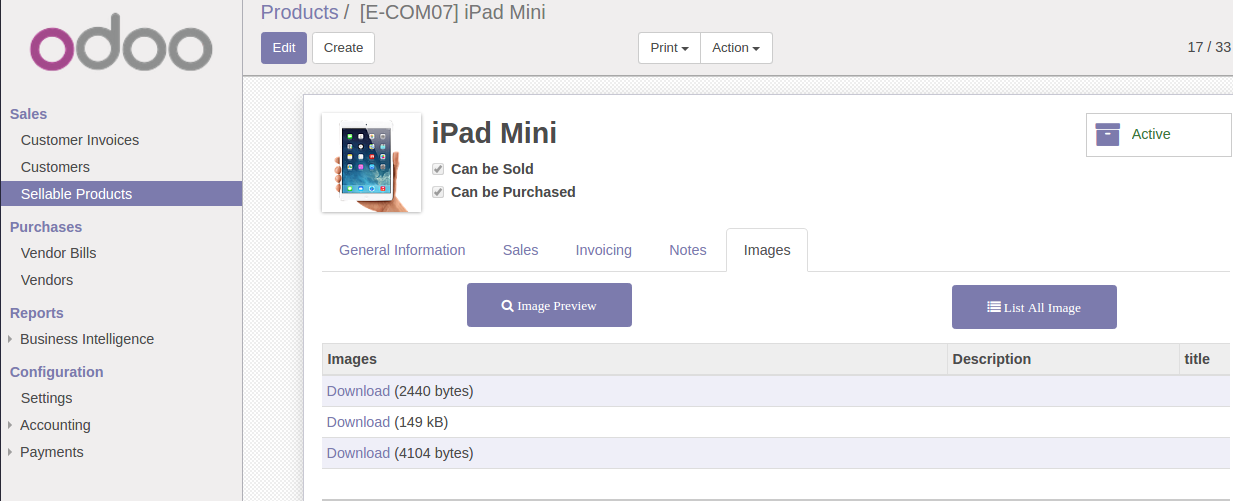 odoo
Products / [E-COM07] iPad Mini
Edit Create Print Action 17 / 33
Sales
Customer Invoices
Customers
Sellable Products
Purchases
Vendor Bills
Vendors
Reports
Business Intelligence
Configuration
Settings
Accounting
Payments
iPad Mini
Can be Sold
Can be Purchased
Active
General Information Sales Invoicing Notes Images
Image Preview List All Image
Images Description title
Download (2440 bytes)
Download (149 kB)
Download (4104 bytes)